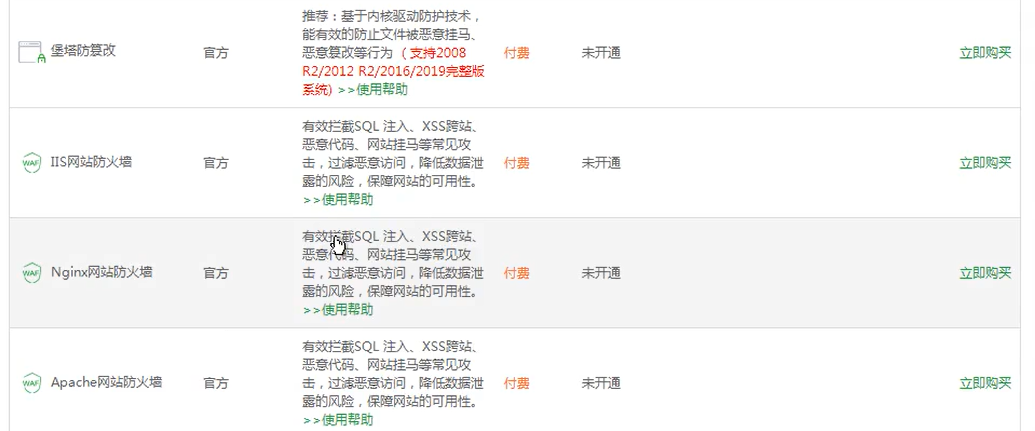 推荐：基于内核驱动防护技术，
能有效的防止文件被恶意挂马、
堡塔防篡改 官方 恶意篡改等行为 （支持2008 付费 未开通 立即购买
R2/2012 R2/2016/2019完整版
系统) >>使用帮助
有效拦截SQL 注入、XSS跨站、
恶意代码、网站挂马等常见攻
IIS网站防火墙 官方 击，过滤恶意访问，降低数据泄 付费 未开通 立即购买
露的风险，保障网站的可用性。
>>使用帮助
有效拦截SQL 注入、XSS跨站、
恶意代码、网站挂马等常见攻
Nginx网站防火墙 官方 击，过滤恶意访问，降低数据泄 付费 未开通 立即购买
露的风险，保障网站的可用性。
>>使用帮助
有效拦截SQL 注入、XSS跨站、
恶意代码、网站挂马等常见攻
Apache网站防火墙 官方 击，过滤恶意访问，降低数据泄 付费 未开通 立即购买
露的风险，保障网站的可用性。
>>使用帮助
WAF
WAF
WAF